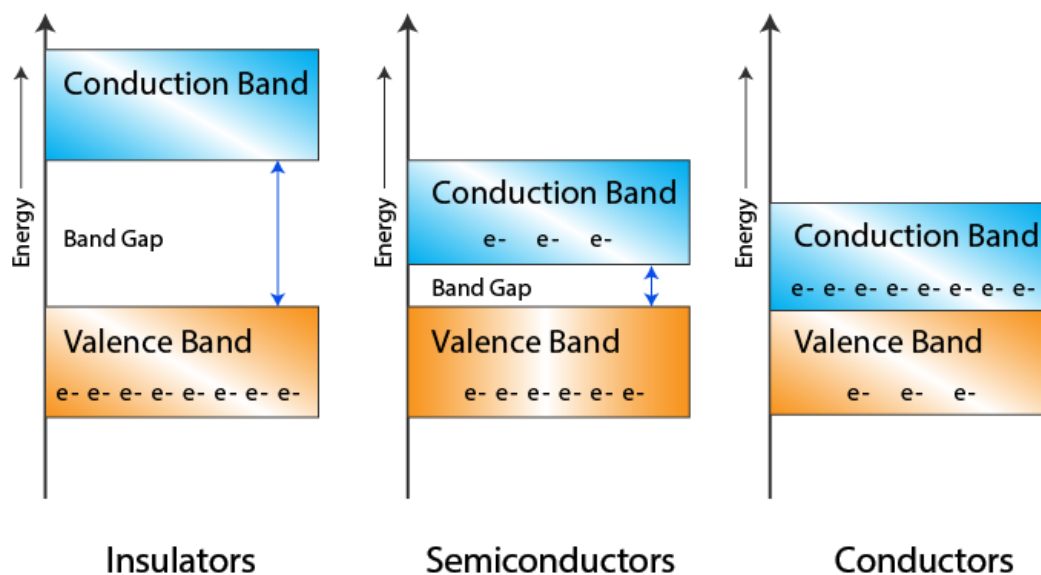 Energy
Conduction Band
Band Gap
Valence Band
e- e- e- e- e- e- e- e-
Insulators
Energy
Conduction Band
e- e- e-
Band Gap
Valence Band
e- e- e- e- e- e-
Semiconductors
Energy
Conduction Band
e- e- e- e- e- e- e- e-
Valence Band
e- e- e-
Conductors